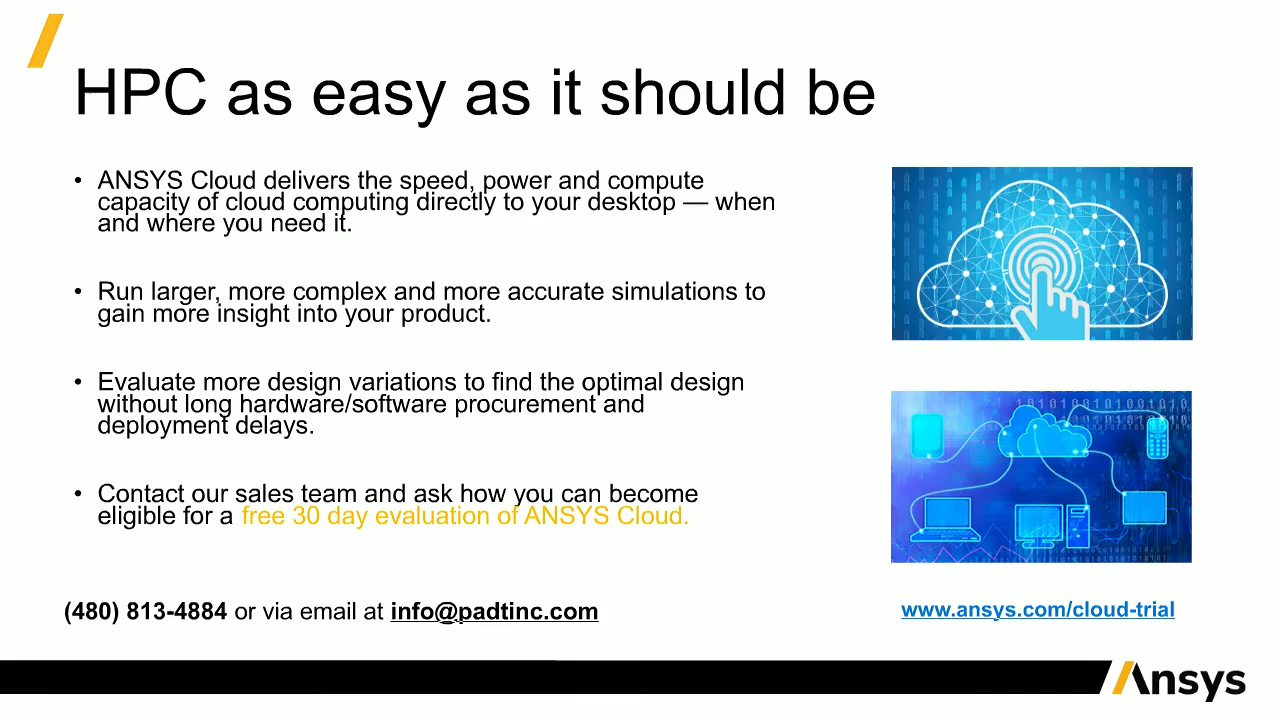 HPC as easy as it should be
• ANSYS Cloud delivers the speed, power and compute
capacity of cloud computing directly to your desktop — when
and where you need it.
• Run larger, more complex and more accurate simulations to
gain more insight into your product.
• Evaluate more design variations to find the optimal design
without long hardware/software procurement and
deployment delays.
• Contact our sales team and ask how you can become
eligible for a free 30 day evaluation of ANSYS Cloud.
(480) 813-4884 or via email at info@padtinc.com
www.ansys.com/cloud-trial
Ansys